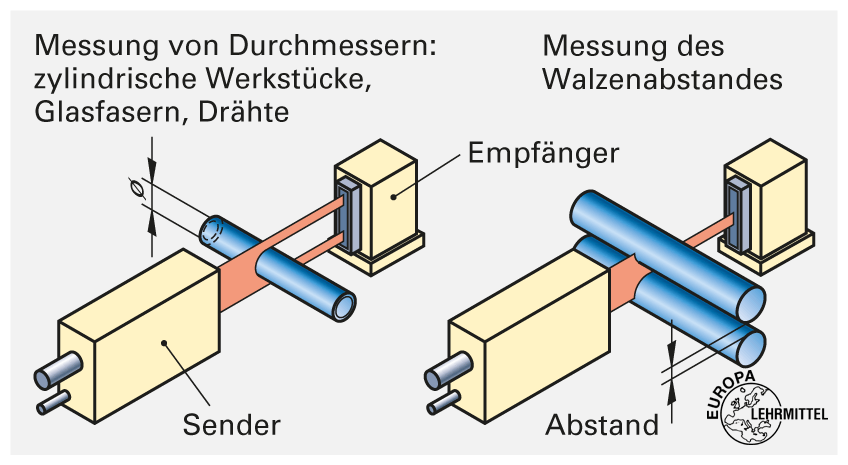 Messung von Durchmessern:
zylindrische Werkstücke,
Glasfasern, Drähte
Messung des
Walzenabstandes
Empfänger
∅
Sender
Abstand
EUROPA
LEHRMITTEL